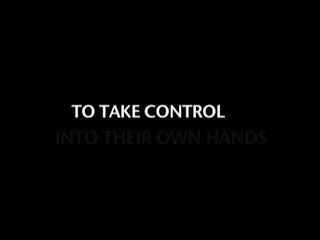 TO TAKE CONTROL
INTO THEIR OWN HANDS